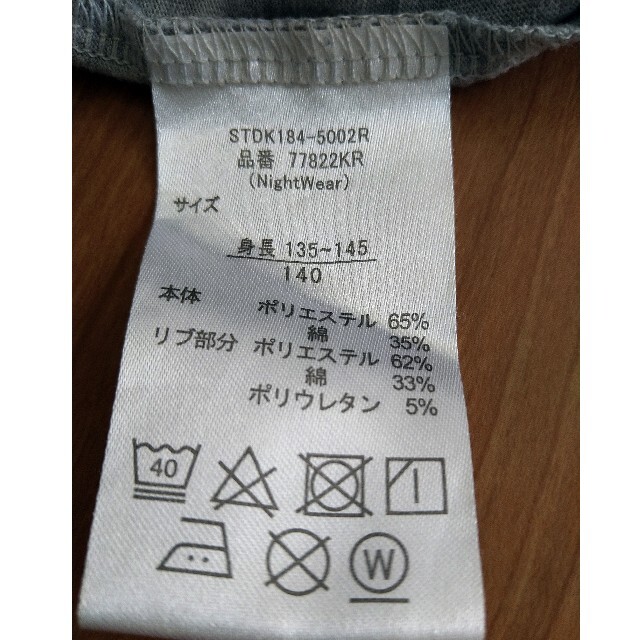 STDK184-5002R
品番 77822KR
(NightWear)
サイズ
身長 135~145
140
本体 ポリエステル 65%
綿 35%
リブ部分 ポリエステル 62%
綿 33%
ポリウレタン 5%
40
W